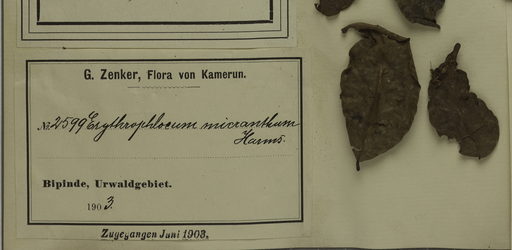 G. Zenker, Flora von Kamerun.
No 2599 Erythrophloeum micranthum
Harms.
Bipinde, Urwaldgebiet.
1903.
Zugegangen Juni 1903.